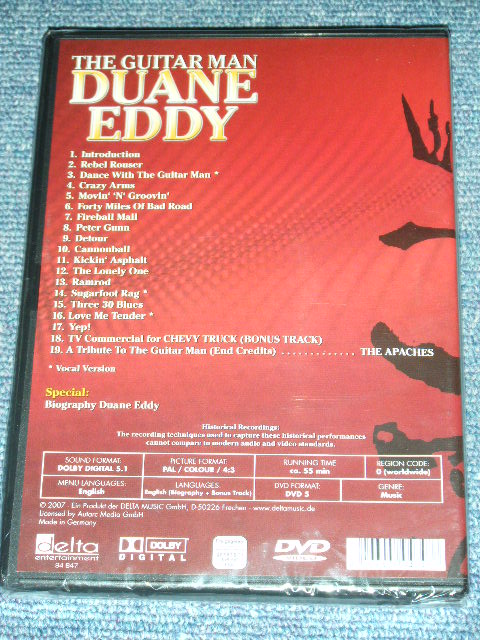 THE GUITAR MAN
DUANE
EDDY
1. Introduction
2. Rebel Rouser
3. Dance With The Guitar Man *
4. Crazy Arms
5. Movin' 'N' Groovin'
6. Forty Miles Of Bad Road
7. Fireball Mail
8. Peter Gunn
9. Detour
10. Cannonball
11. Kickin' Asphalt
12. The Lonely One
13. Ramrod
14. Sugarfoot Rag *
15. Three 30 Blues
16. Love Me Tender *
17. Yep!
18. TV Commercial for CHEVY TRUCK (BONUS TRACK)
19. A Tribute To The Guitar Man (End Credits) . . . . . . . . . . . . . THE APACHES
* Vocal Version
Special:
Biography Duane Eddy
Historical Recordings:
The recording techniques used to capture these historical performances
cannot compare to modern audio and video standards.
SOUND FORMAT: PICTURE FORMAT: RUNNING TIME REGION CODE:
DOLBY DIGITAL 5.1 PAL / COLOUR / 4:3 ca. 55 min 0 (worldwide)
MENU LANGUAGES: LANGUAGES: DVD FORMAT: GENRE:
English English (Biography + Bonus Track) DVD 5 Music
© 2007 - Ein Produkt der DELTA MUSIC GmbH, D-50226 Frechen - www.deltamusic.de
Licensed by Autarc Media GmbH
Made in Germany
delta
entertainment
94 847
DOLBY
DIGITAL
DVD